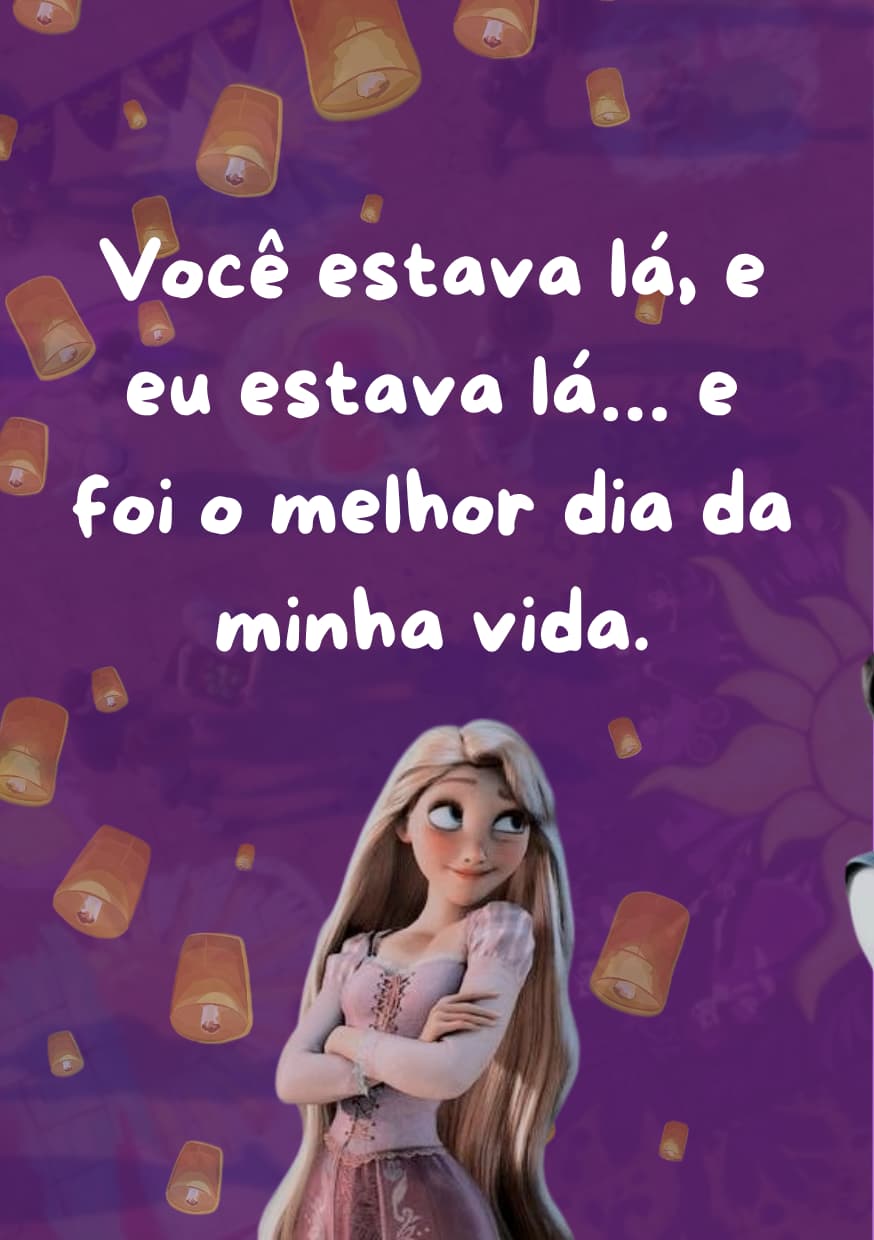 Você estava lá, e
eu estava lá... e
foi o melhor dia da
minha vida.